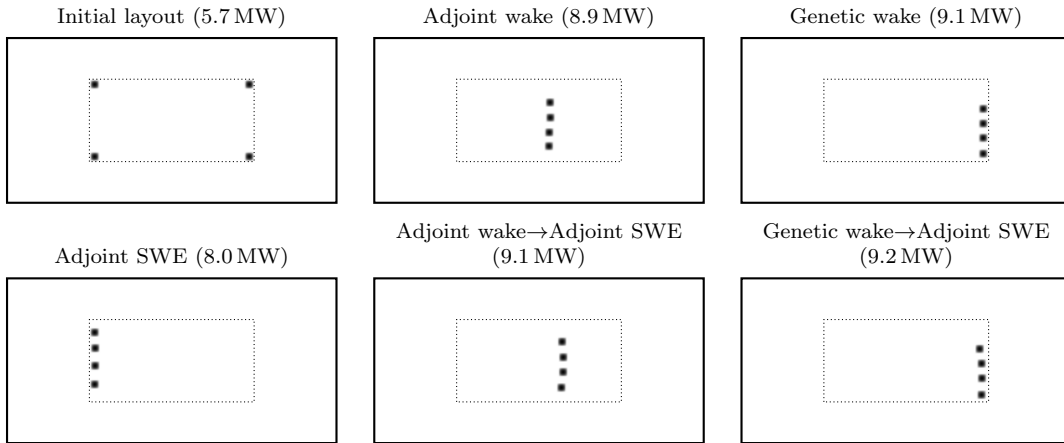 Initial layout (5.7 MW)
Adjoint wake (8.9 MW)
Genetic wake (9.1 MW)
Adjoint SWE (8.0 MW)
Adjoint wake→Adjoint SWE
(9.1 MW)
Genetic wake→Adjoint SWE
(9.2 MW)